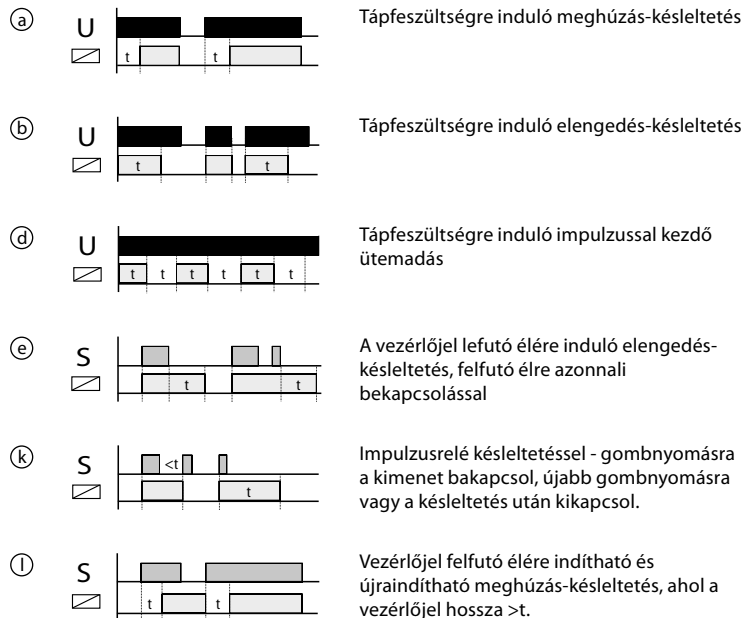 a
U
t
t
Tápfeszültségre induló meghúzás-késleltetés
b
U
t
t
Tápfeszültségre induló elengedés-késleltetés
d
U
t t t t t t
Tápfeszültségre induló impulzussal kezdő
ütemadás
e
S
t
t
A vezérlőjel lefutó élére induló elengedés-
késleltetés, felfutó élre azonnali
bekapcsolással
k
S
<t
t
Impulzusrelé késleltetéssel - gombnyomásra
a kimenet bakapcsol, újabb gombnyomásra
vagy a késleltetés után kikapcsol.
l
S
t
t
Vezérlőjel felfutó élére indítható és
újraindítható meghúzás-késleltetés, ahol a
vezérlőjel hossza >t.